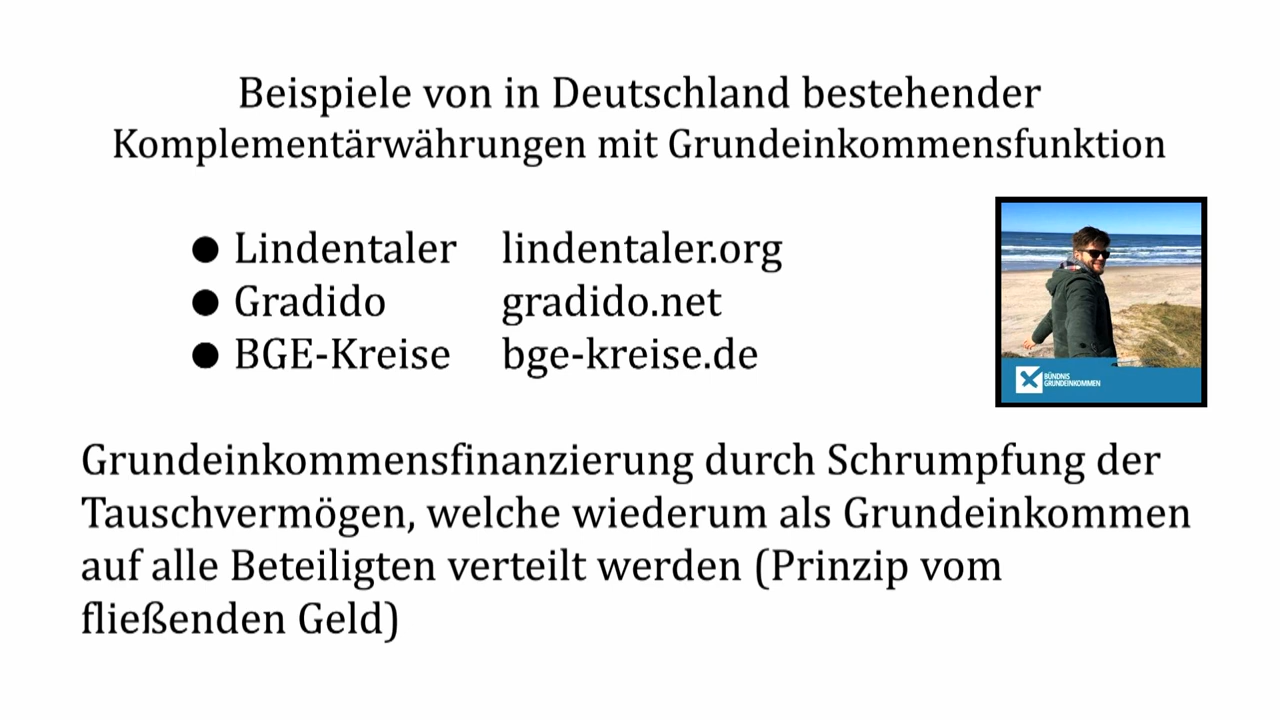 Beispiele von in Deutschland bestehender
Komplementärwährungen mit Grundeinkommensfunktion
● Lindentaler lindentaler.org
● Gradido gradido.net
● BGE-Kreise bge-kreise.de
BÜNDNIS
GRUNDEINKOMMEN
Grundeinkommensfinanzierung durch Schrumpfung der
Tauschvermögen, welche wiederum als Grundeinkommen
auf alle Beteiligten verteilt werden (Prinzip vom
fließenden Geld)